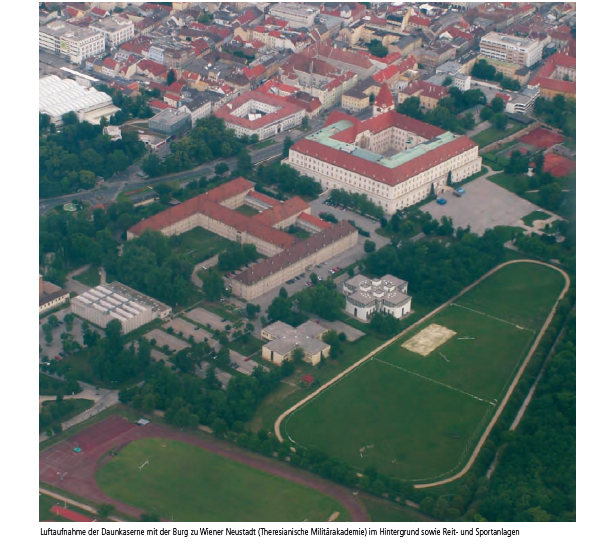 Luftaufnahme der Daunkaserne mit der Burg zu Wiener Neustadt (Theresianische Militärakademie) im Hintergrund sowie Reit- und Sportanlagen